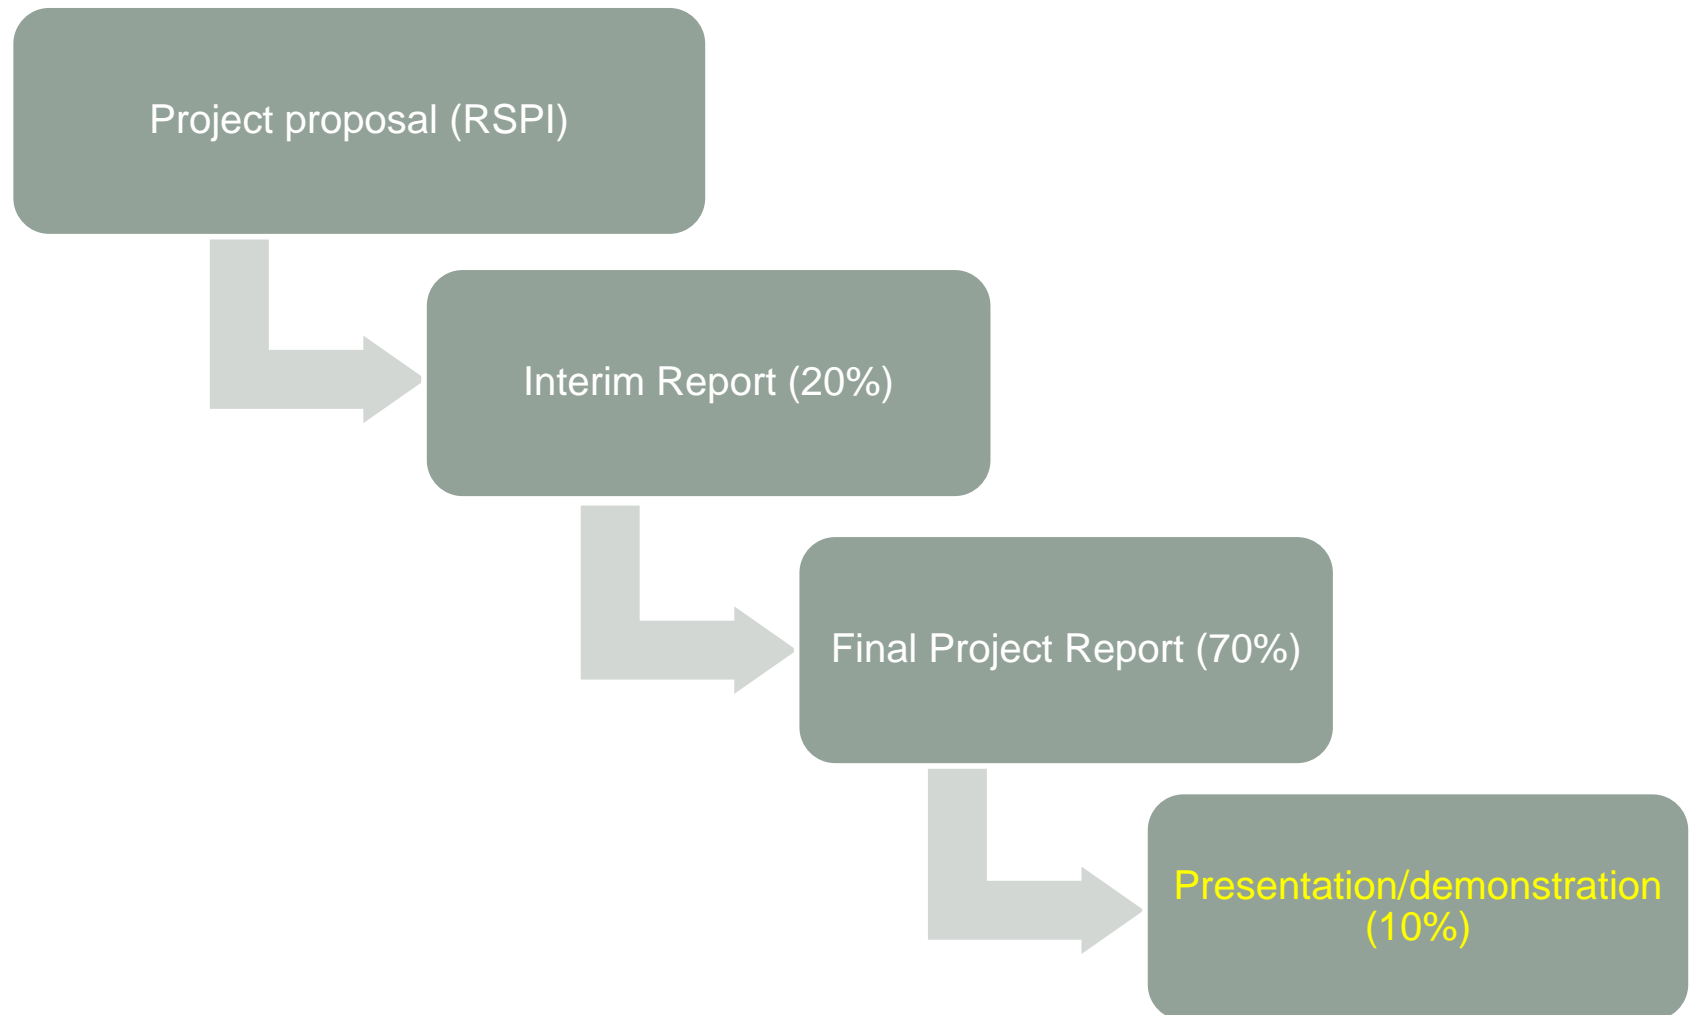 Project proposal (RSPI)
Interim Report (20%)
Final Project Report (70%)
Presentation/demonstration
(10%)